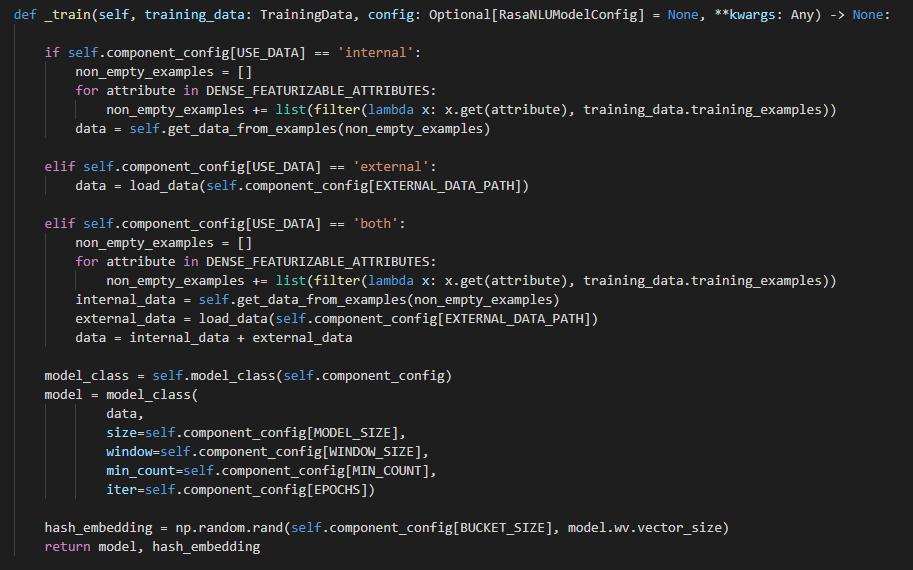 def _train(self, training_data: TrainingData, config: Optional[RasaNLUModelConfig] = None, **kwargs: Any) -> None:
if self.component_config[USE_DATA] == 'internal':
non_empty_examples = []
for attribute in DENSE_FEATURIZABLE_ATTRIBUTES:
non_empty_examples += list(filter(lambda x: x.get(attribute), training_data.training_examples))
data = self.get_data_from_examples(non_empty_examples)
elif self.component_config[USE_DATA] == 'external':
data = load_data(self.component_config[EXTERNAL_DATA_PATH])
elif self.component_config[USE_DATA] == 'both':
non_empty_examples = []
for attribute in DENSE_FEATURIZABLE_ATTRIBUTES:
non_empty_examples += list(filter(lambda x: x.get(attribute), training_data.training_examples))
internal_data = self.get_data_from_examples(non_empty_examples)
external_data = load_data(self.component_config[EXTERNAL_DATA_PATH])
data = internal_data + external_data
model_class = self.model_class(self.component_config)
model = model_class(
data,
size=self.component_config[MODEL_SIZE],
window=self.component_config[WINDOW_SIZE],
min_count=self.component_config[MIN_COUNT],
iter=self.component_config[EPOCHS])
hash_embedding = np.random.rand(self.component_config[BUCKET_SIZE], model.wv.vector_size)
return model, hash_embedding